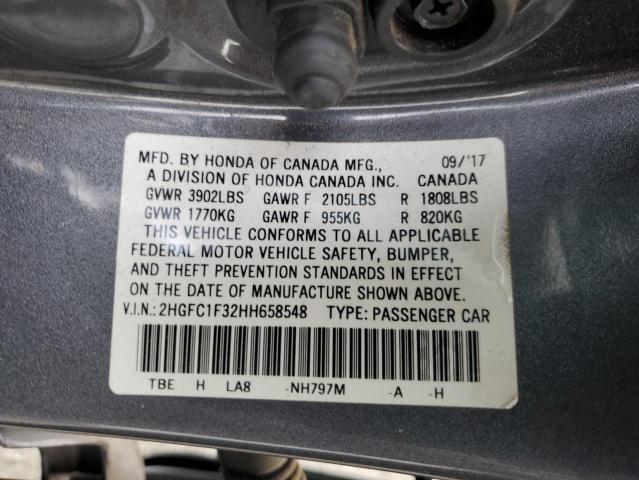 MFD. BY HONDA OF CANADA MFG., 09/'17
A DIVISION OF HONDA CANADA INC. CANADA
GVWR 3902LBS GAWR F 2105LBS R 1808LBS
GVWR 1770KG GAWR F 955KG R 820KG
THIS VEHICLE CONFORMS TO ALL APPLICABLE
FEDERAL MOTOR VEHICLE SAFETY, BUMPER,
AND THEFT PREVENTION STANDARDS IN EFFECT
ON THE DATE OF MANUFACTURE SHOWN ABOVE.
V.I.N.: 2HGFC1F32HH658548 TYPE: PASSENGER CAR
TBE H LA8 -NH797M -A -H